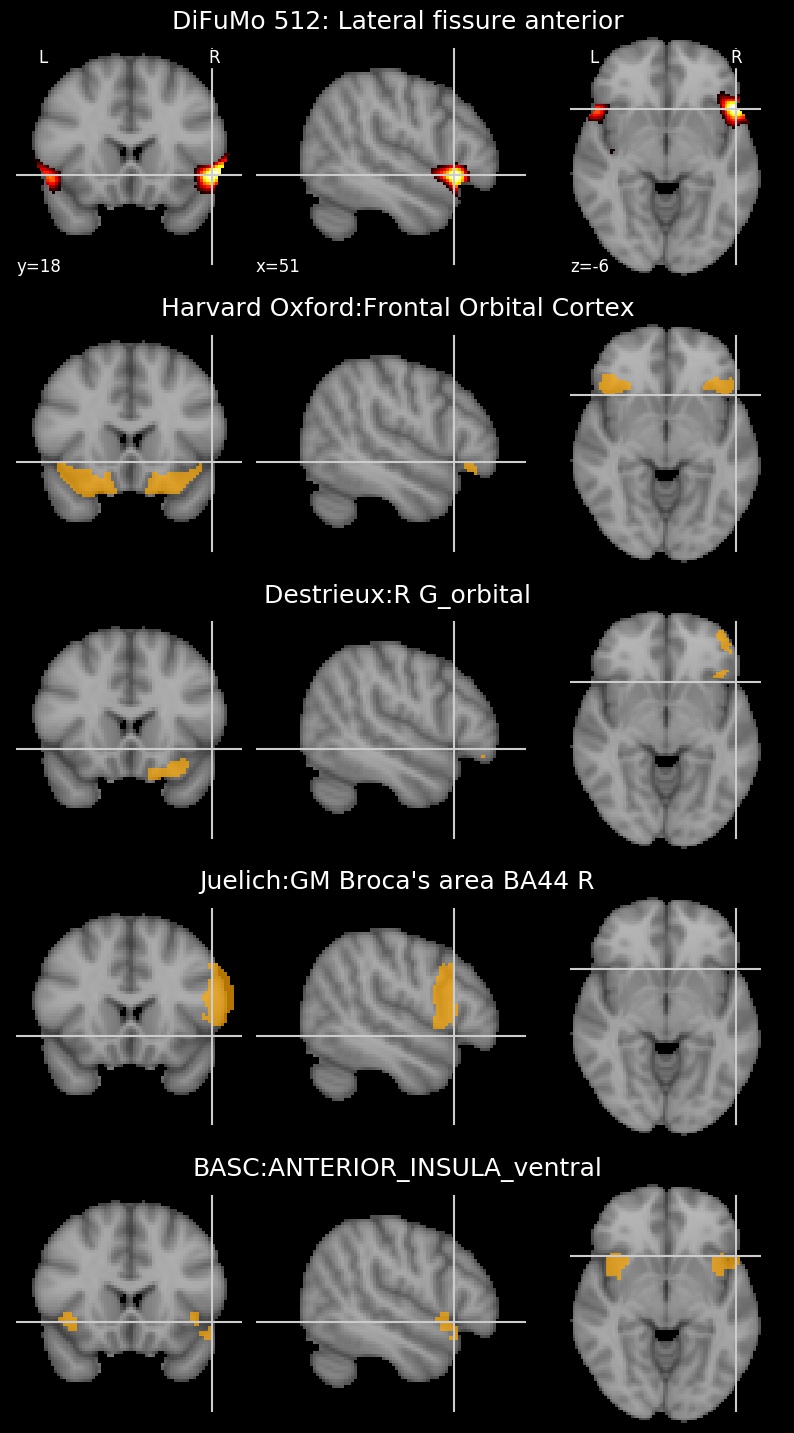 DiFuMo 512: Lateral fissure anterior
L R L R
y=18 x=51 z=-6
Harvard Oxford:Frontal Orbital Cortex
Destrieux:R G_orbital
Juelich:GM Broca's area BA44 R
BASC:ANTERIOR_INSULA_ventral